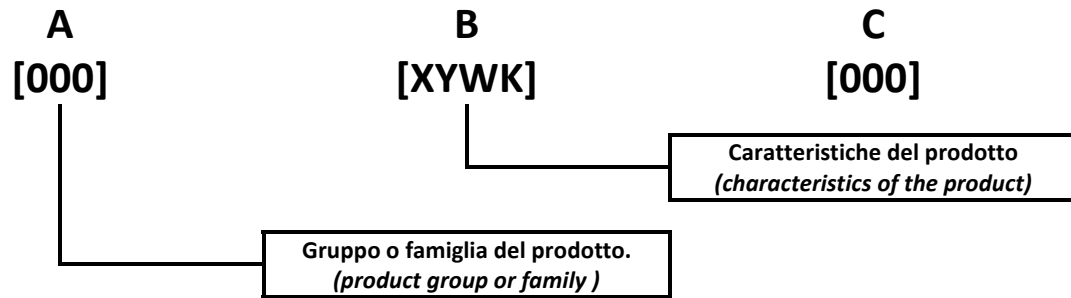 A B C
[000] [XYWK] [000]
Caratteristiche del prodotto
(characteristics of the product)
Gruppo o famiglia del prodotto.
(product group or family )